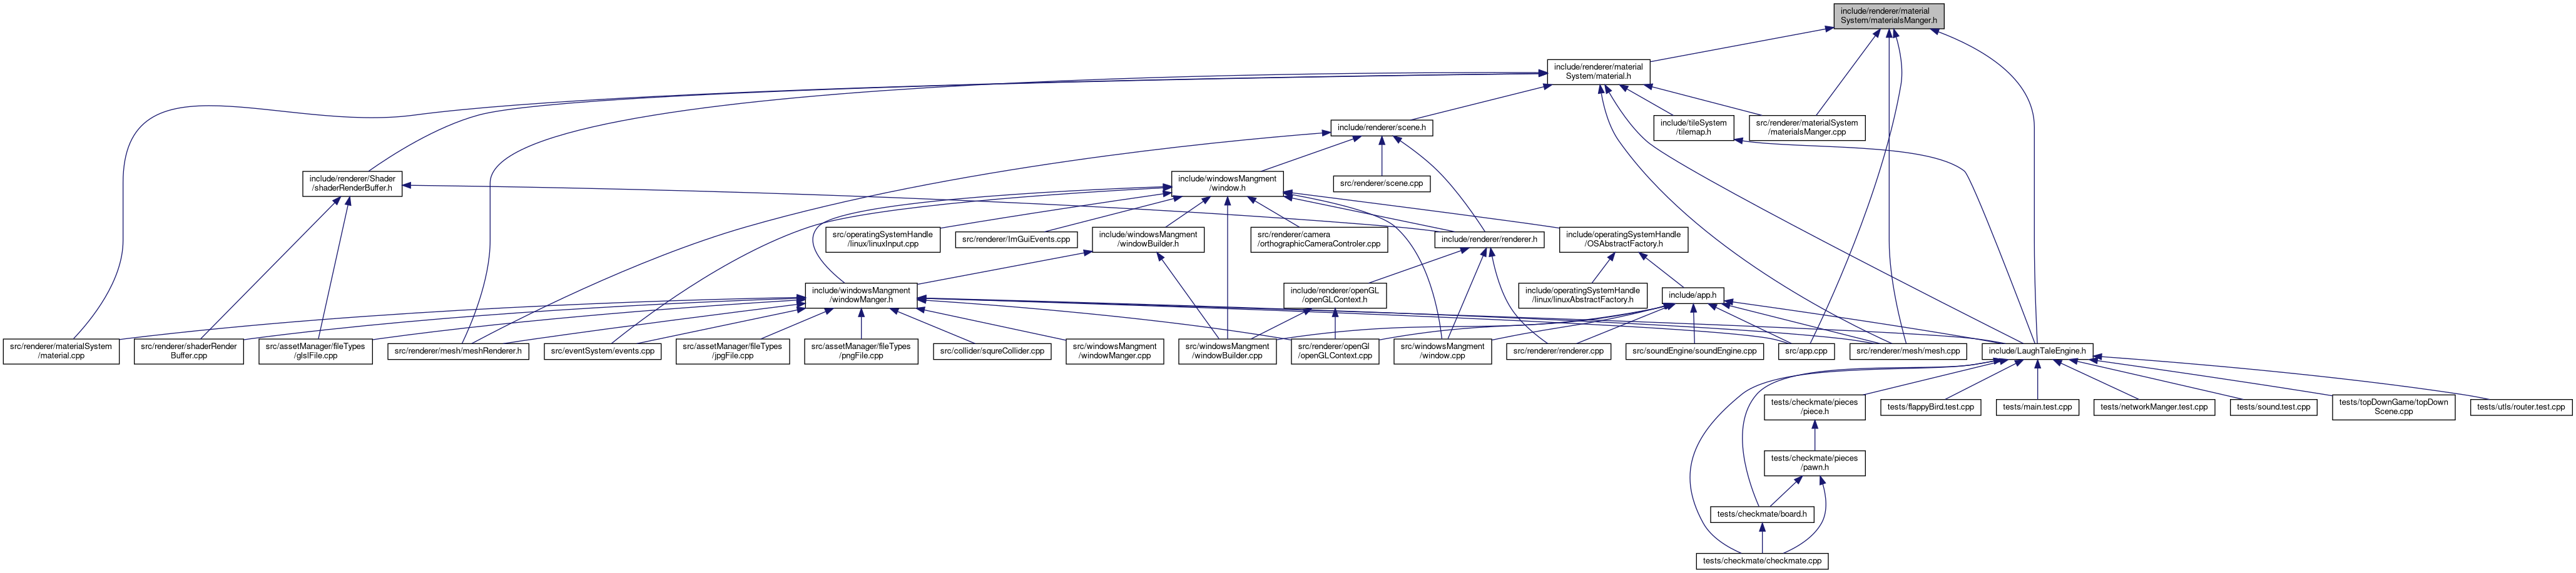 include/renderer/material
System/materialsManger.h
include/renderer/material
System/material.h
include/tileSystem
/tilemap.h
src/renderer/materialSystem
/materialsManger.cpp
include/renderer/scene.h
include/renderer/Shader
/shaderRenderBuffer.h
include/windowsMangment
/window.h
src/renderer/scene.cpp
src/operatingSystemHandle
/linux/linuxInput.cpp
src/renderer/ImGuiEvents.cpp
include/windowsMangment
/windowBuilder.h
src/renderer/camera
/orthographicCameraControler.cpp
include/renderer/renderer.h
include/operatingSystemHandle
/OSAbstractFactory.h
include/windowsMangment
/windowManger.h
include/renderer/openGL
/openGLContext.h
include/operatingSystemHandle
/linux/linuxAbstractFactory.h
include/app.h
src/renderer/materialSystem
/material.cpp
src/renderer/shaderRender
Buffer.cpp
src/assetManager/fileTypes
/glslFile.cpp
src/renderer/mesh/meshRenderer.h
src/eventSystem/events.cpp
src/assetManager/fileTypes
/jpgFile.cpp
src/assetManager/fileTypes
/pngFile.cpp
src/collider/squreCollider.cpp
src/windowsMangment
/windowManger.cpp
src/windowsMangment
/windowBuilder.cpp
src/renderer/openGl
/openGLContext.cpp
src/windowsMangment
/window.cpp
src/renderer/renderer.cpp
src/soundEngine/soundEngine.cpp
src/app.cpp
src/renderer/mesh/mesh.cpp
include/LaughTaleEngine.h
tests/checkmate/pieces
/piece.h
tests/flappyBird.test.cpp
tests/main.test.cpp
tests/networkManger.test.cpp
tests/sound.test.cpp
tests/topDownGame/topDown
Scene.cpp
tests/utls/router.test.cpp
tests/checkmate/pieces
/pawn.h
tests/checkmate/board.h
tests/checkmate/checkmate.cpp